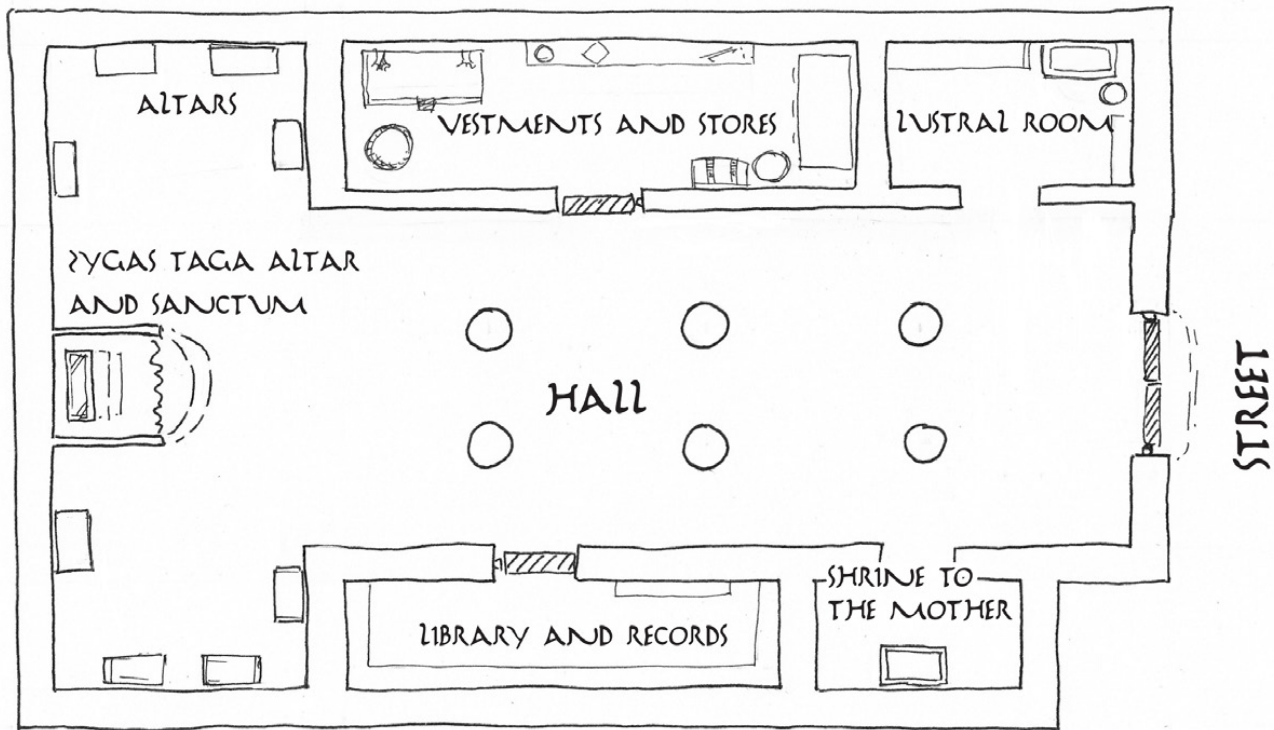 ALTARS
VESTMENTS AND STORES
LUSTRAL ROOM
LYGAS TAGA ALTAR
AND SANCTUM
HALL
STREET
LIBRARY AND RECORDS
SHRINE TO
THE MOTHER